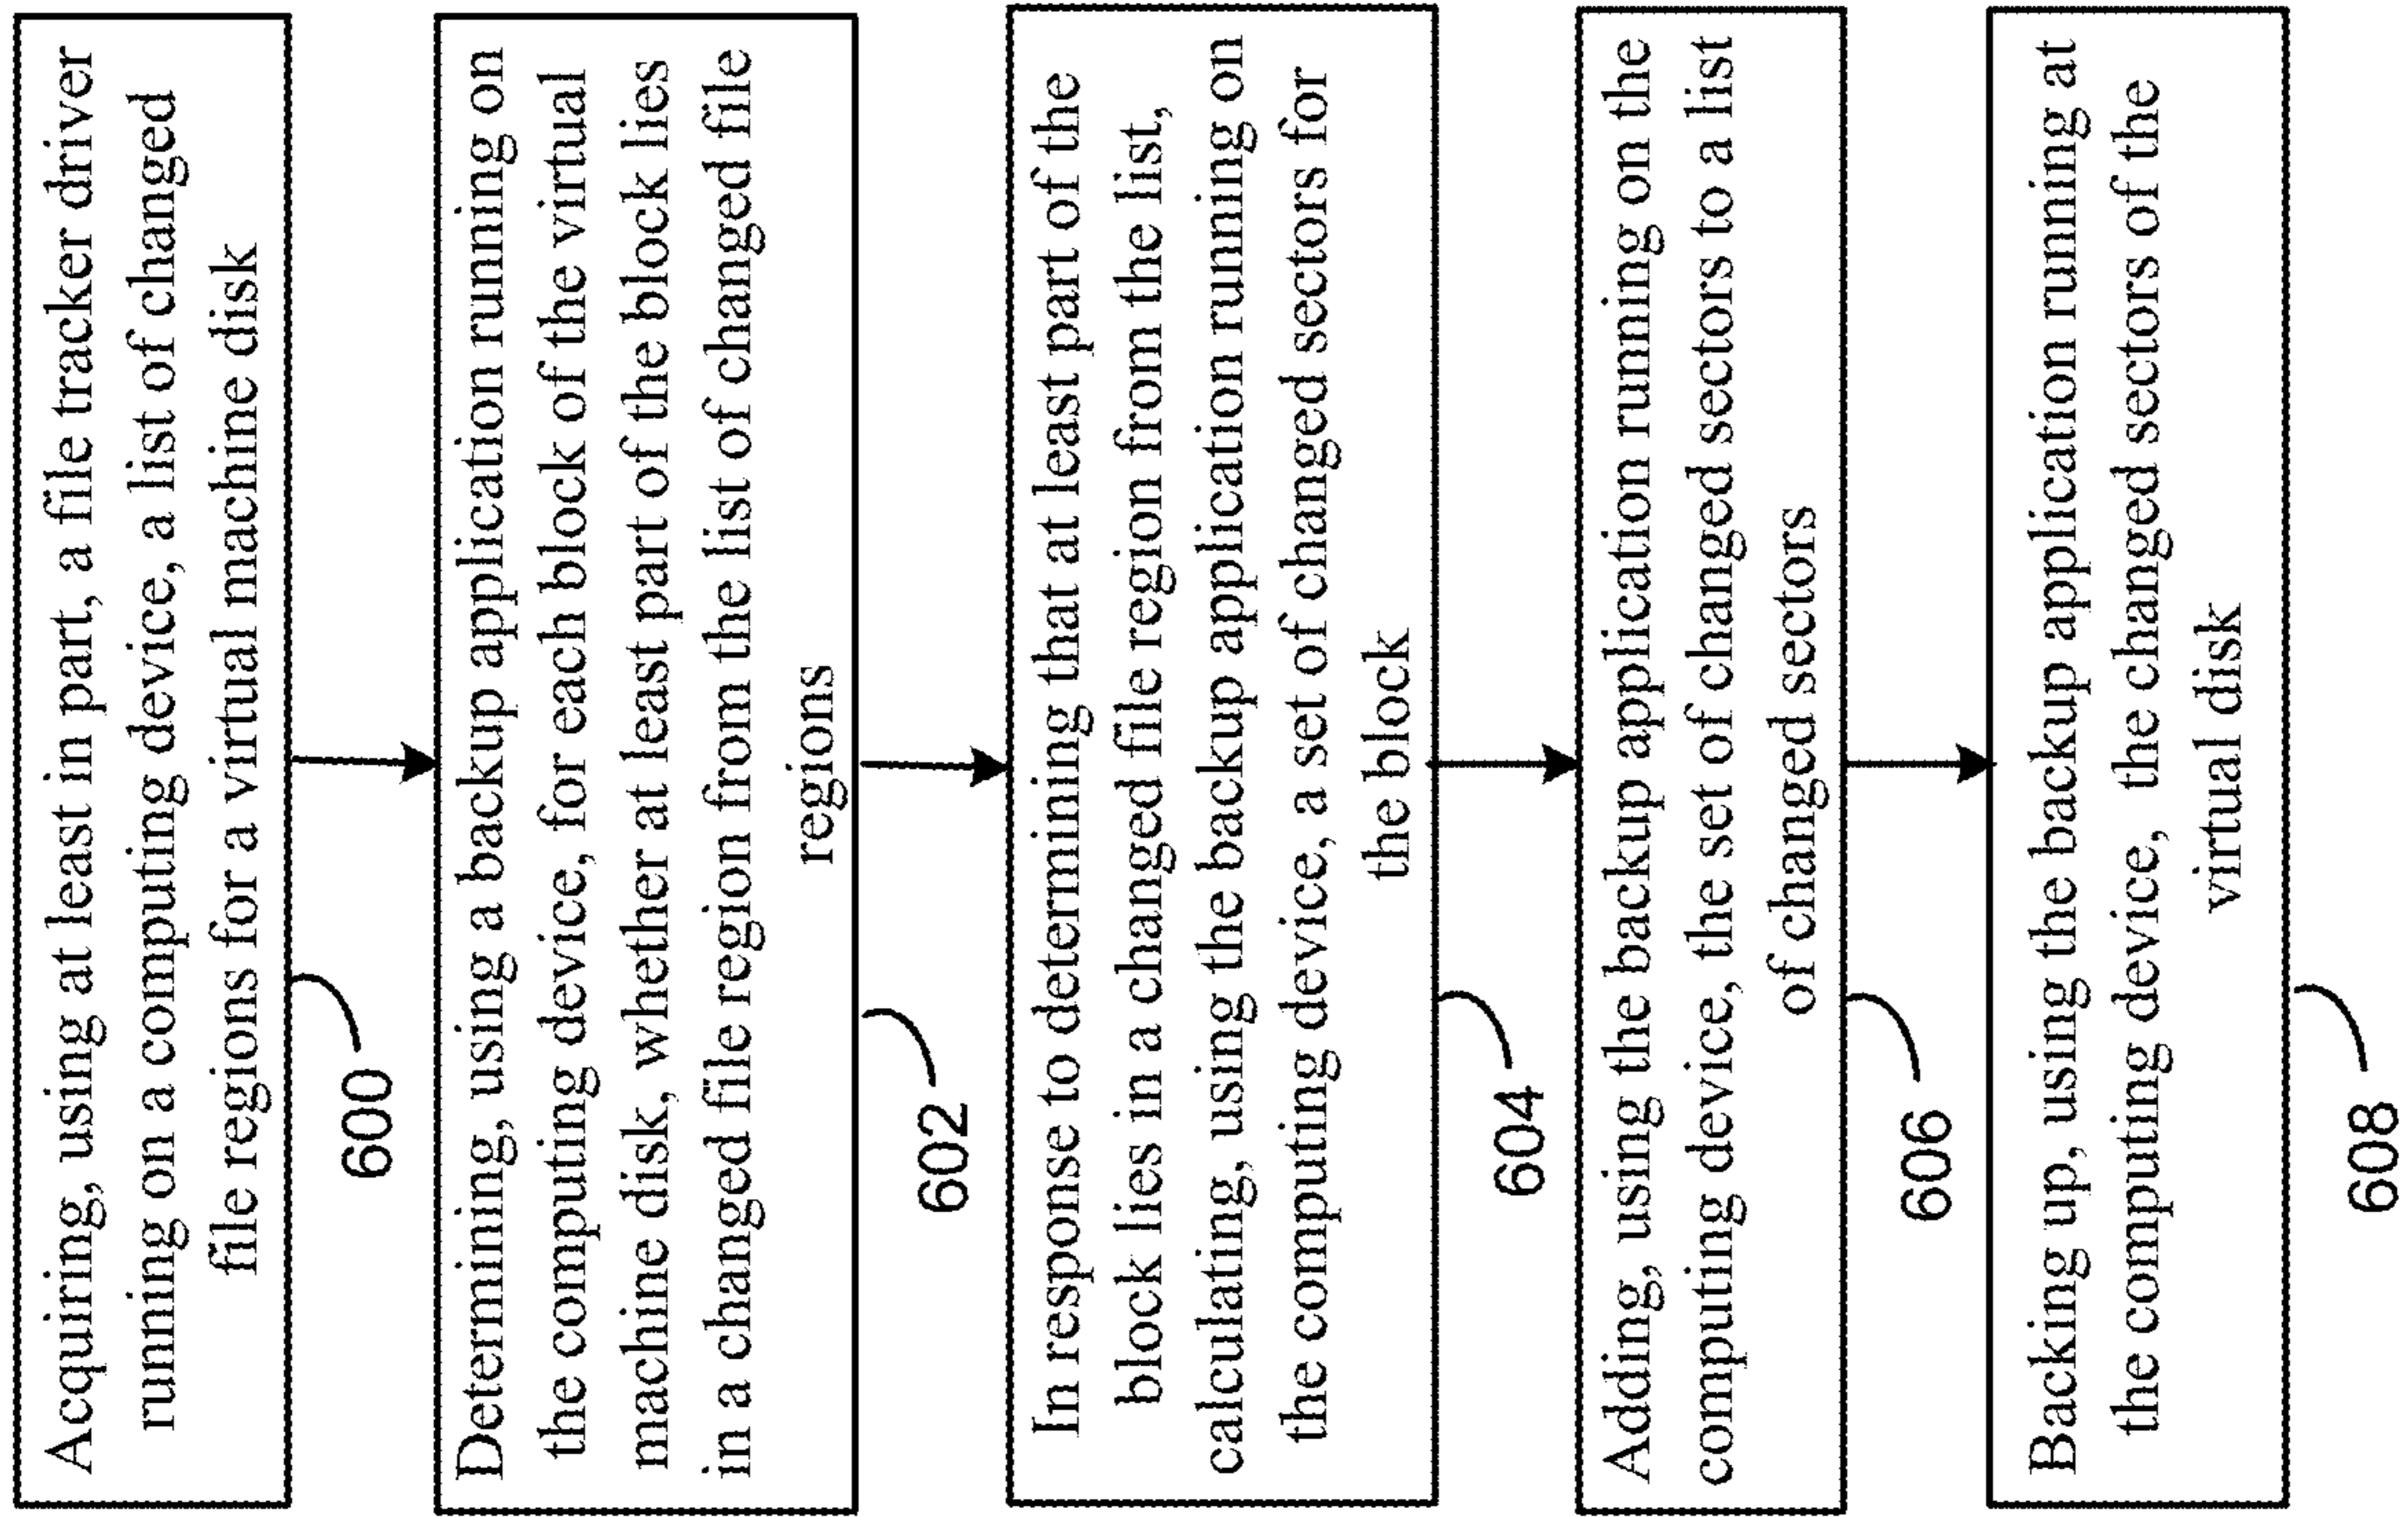 Acquiring, using at least in part, a file tracker driver
running on a computing device, a list of changed
file regions for a virtual machine disk
600
Determining, using a backup application running on
the computing device, for each block of the virtual
machine disk, whether at least part of the block lies
in a changed file region from the list of changed file
regions
602
In response to determining that at least part of the
block lies in a changed file region from the list,
calculating, using the backup application running on
the computing device, a set of changed sectors for
the block
604
Adding, using the backup application running on the
computing device, the set of changed sectors to a list
of changed sectors
606
Backing up, using the backup application running at
the computing device, the changed sectors of the
virtual disk
608